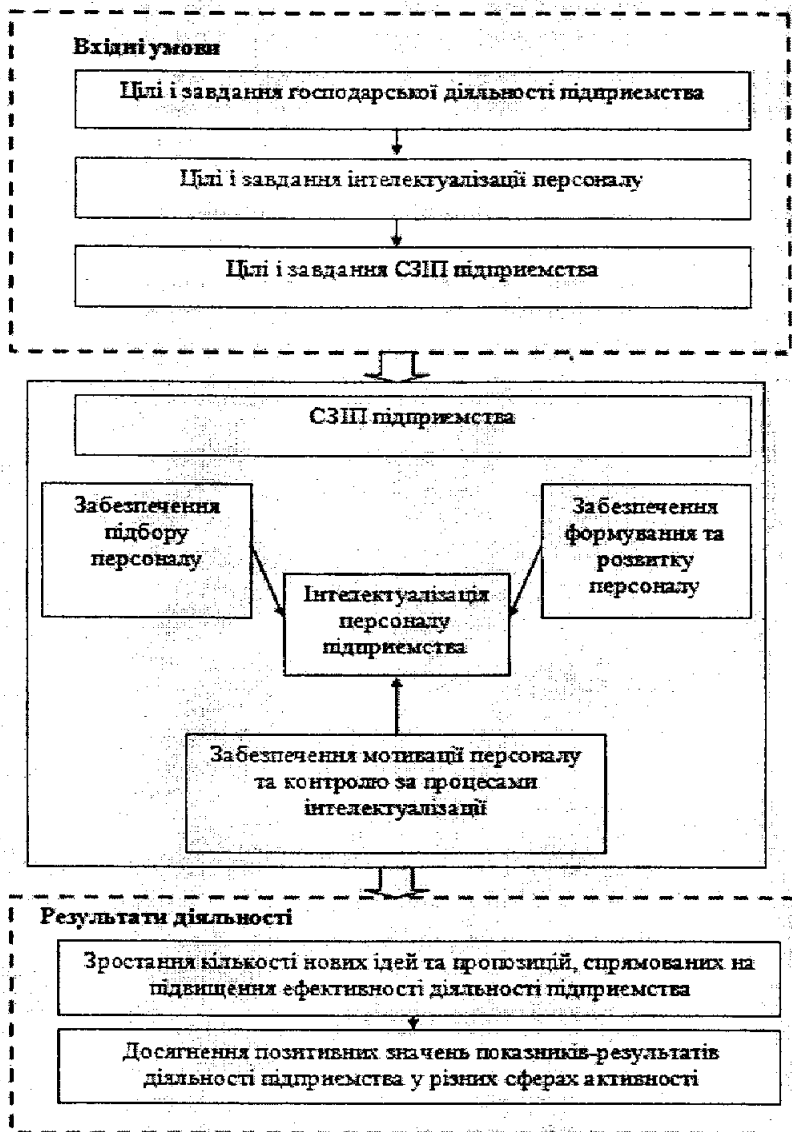 Вхідні умови
Цілі і завдання господарської діяльності підприємства
Цілі і завдання інтелектуалізації персоналу
Цілі і завдання СЗІП підприємства
СЗІП підприємства
Забезпечення
підбору
персоналу
Забезпечення
формування та
розвитку
персоналу
Інтелектуалізація
персоналу
підприємства
Забезпечення мотивації персоналу
та контролю за процесами
інтелектуалізації
Результати діяльності
Зростання кількості нових ідей та пропозицій, спрямованих на
підвищення ефективності діяльності підприємства
Досягнення позитивних значень показників-результатів
діяльності підприємства у різних сферах активності